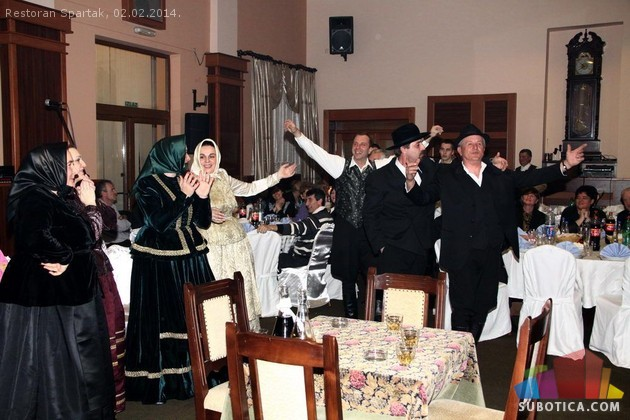 Restoran Spartak, 02.02.2014.
SUBOTICA.COM